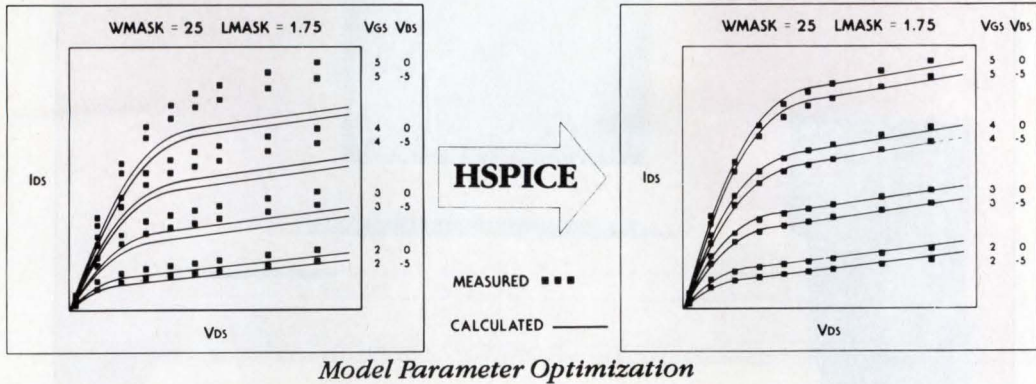 WMASK = 25 LMASK = 1.75 VGS VBS
5 0
5 -5
4 0
4 -5
3 0
3 -5
2 0
2 -5
IDS
VDS
HSPICE
MEASURED
CALCULATED
WMASK = 25 LMASK = 1.75 VGS VBS
5 0
5 -5
4 0
4 -5
3 0
3 -5
2 0
2 -5
IDS
VDS
Model Parameter Optimization